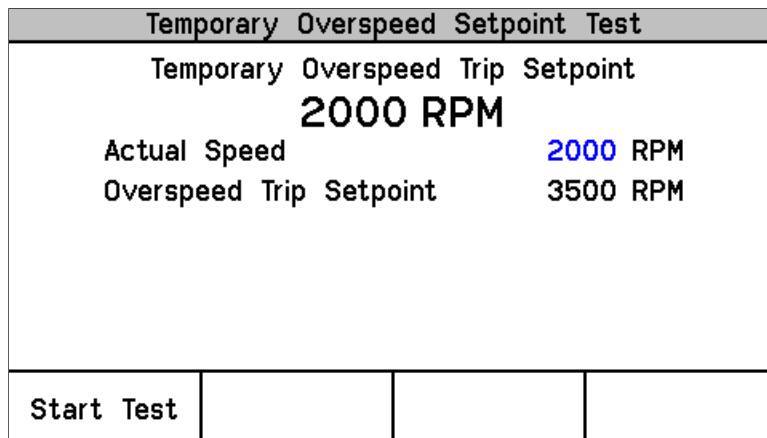 Temporary Overspeed Setpoint Test
Temporary Overspeed Trip Setpoint
2000 RPM
Actual Speed 2000 RPM
Overspeed Trip Setpoint 3500 RPM
Start Test